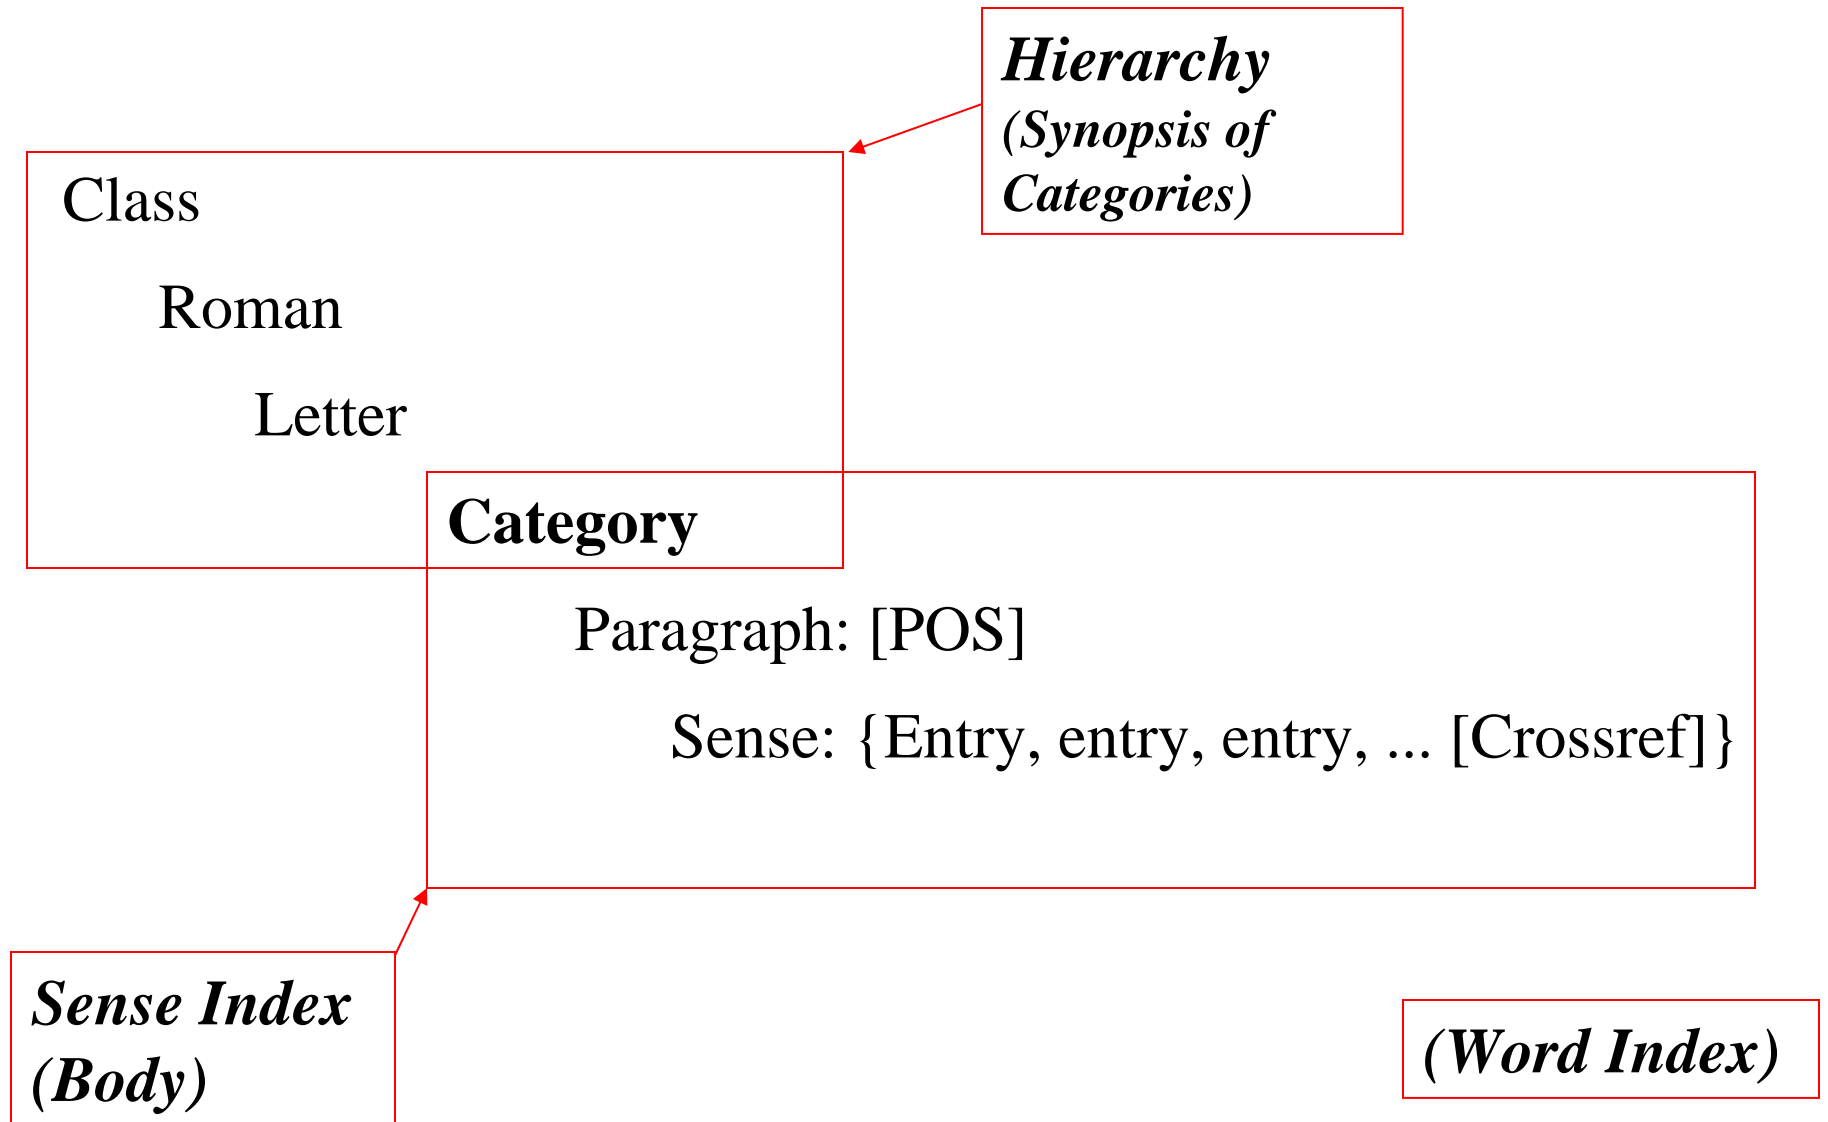 Hierarchy
(Synopsis of
Categories)
Class
Roman
Letter
Category
Paragraph: [POS]
Sense: {Entry, entry, entry, ... [Crossref]}
Sense Index
(Body)
(Word Index)